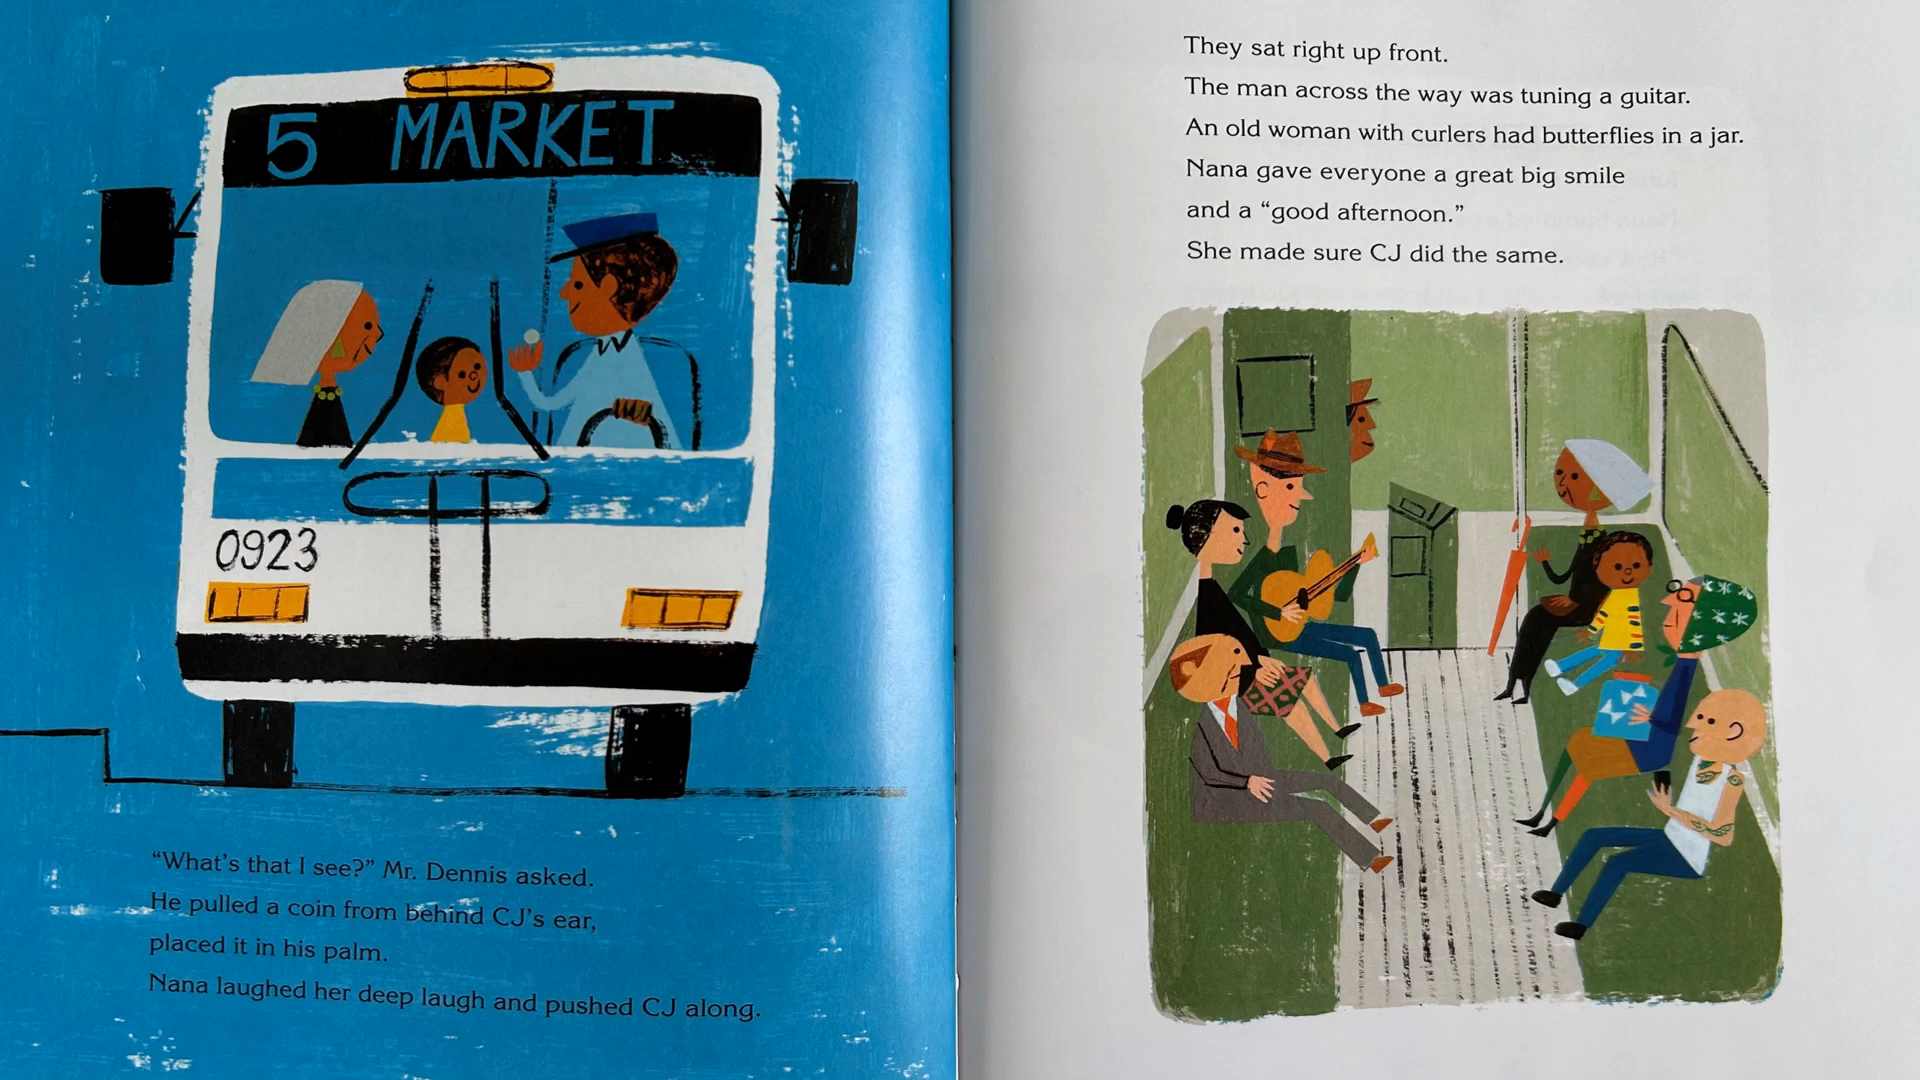 5 MARKET
0923
“What’s that I see?” Mr. Dennis asked.
He pulled a coin from behind CJ’s ear,
placed it in his palm.
Nana laughed her deep laugh and pushed CJ along.
They sat right up front.
The man across the way was tuning a guitar.
An old woman with curlers had butterflies in a jar.
Nana gave everyone a great big smile
and a “good afternoon.”
She made sure CJ did the same.